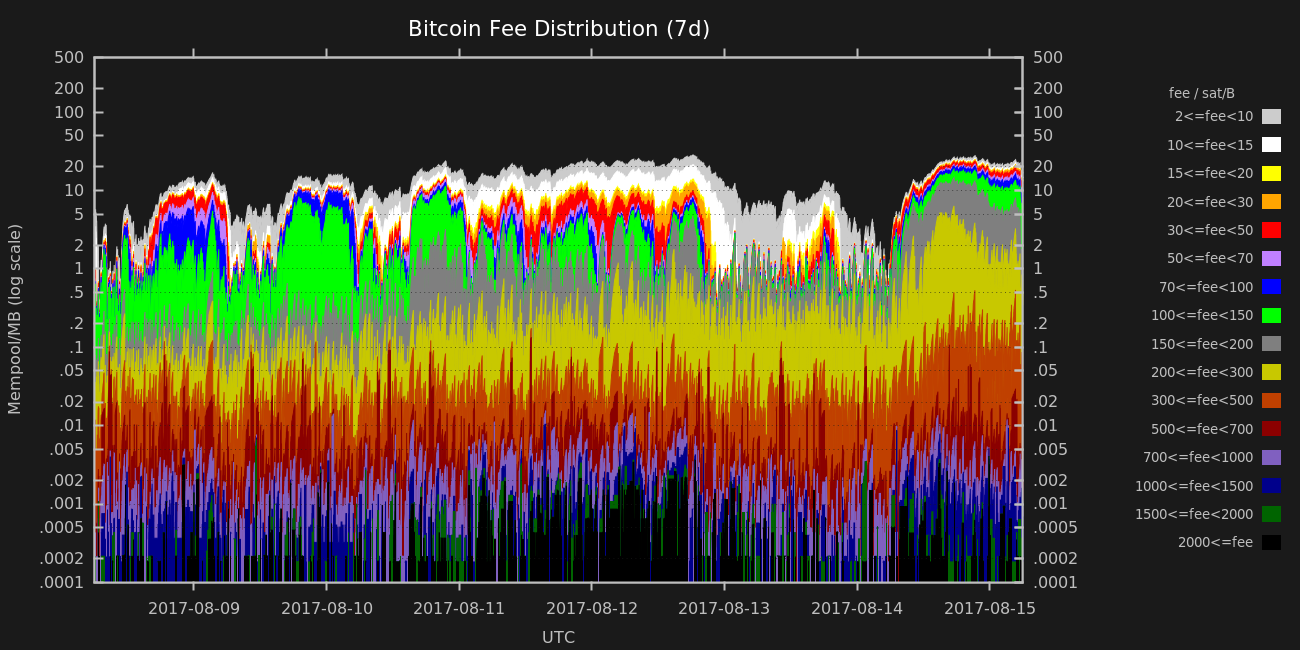 Bitcoin Fee Distribution (7d)
500
200
100
50
20
10
5
2
1
.5
.2
.1
.05
.02
.01
.005
.002
.001
.0005
.0002
.0001
Mempool/MB (log scale)
500
200
100
50
20
10
5
2
1
.5
.2
.1
.05
.02
.01
.005
.002
.001
.0005
.0002
.0001
2017-08-09 2017-08-10 2017-08-11 2017-08-12 2017-08-13 2017-08-14 2017-08-15
UTC
fee / sat/B
2<=fee<10
10<=fee<15
15<=fee<20
20<=fee<30
30<=fee<50
50<=fee<70
70<=fee<100
100<=fee<150
150<=fee<200
200<=fee<300
300<=fee<500
500<=fee<700
700<=fee<1000
1000<=fee<1500
1500<=fee<2000
2000<=fee